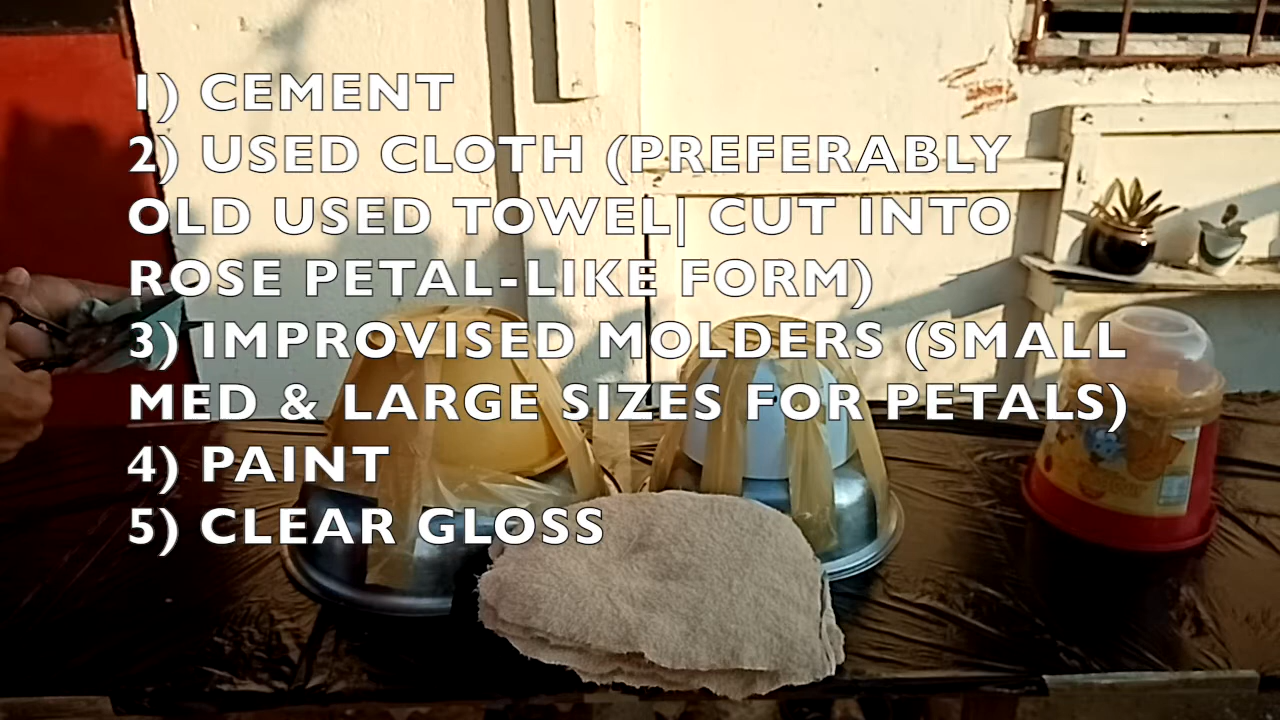 1) CEMENT
2) USED CLOTH (PREFERABLY
OLD USED TOWEL| CUT INTO
ROSE PETAL-LIKE FORM)
3) IMPROVISED MOLDERS (SMALL
MED & LARGE SIZES FOR PETALS)
4) PAINT
5) CLEAR GLOSS